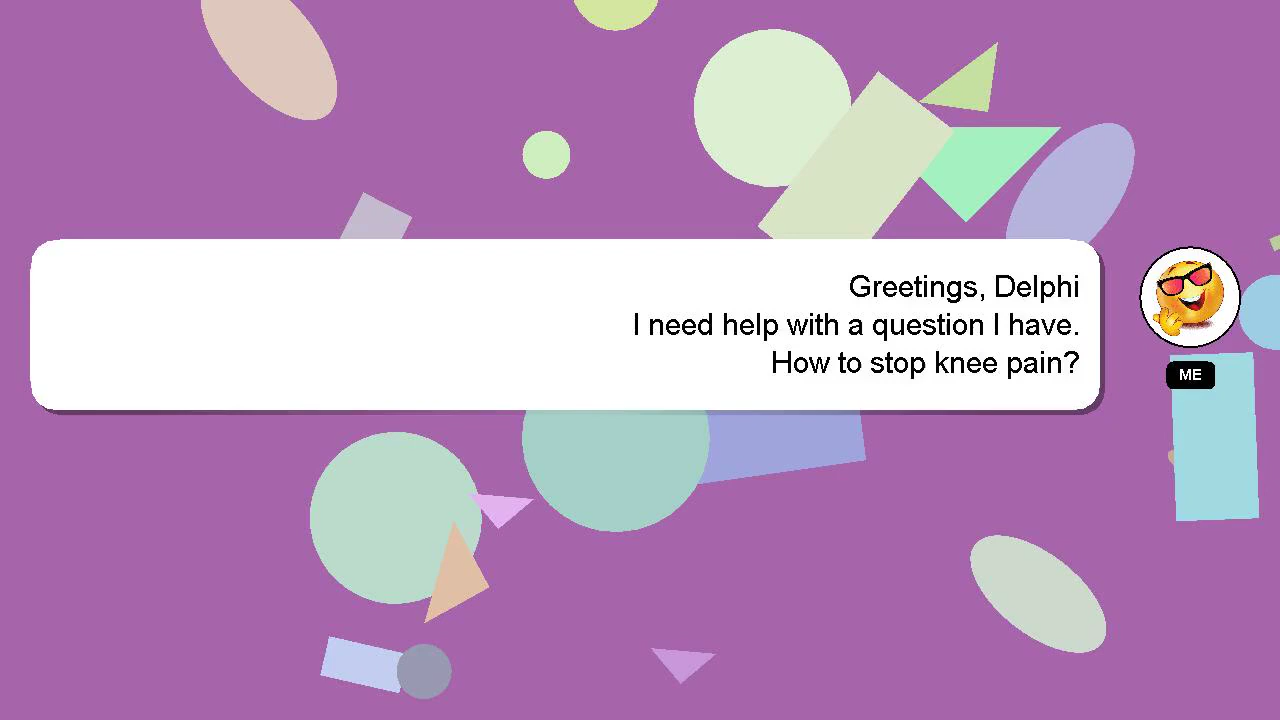 Greetings, Delphi
I need help with a question I have.
How to stop knee pain?
ME